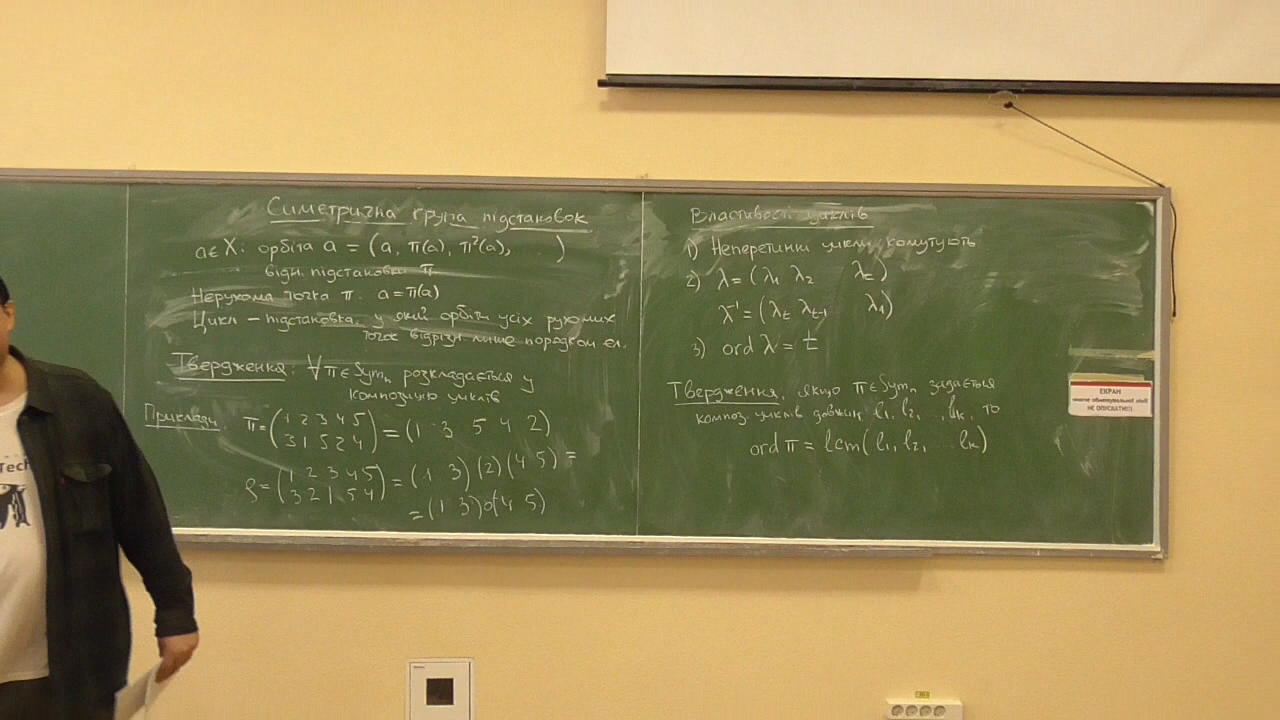 Симетрична група підстановок
a∈X: орбіта a = (a, π(a), π²(a), )
відн. підстановки π
Нерухома точка π: a=π(a)
Цикл – підстановка, у якій орбіти усіх рухомих
точок відрізн. лише порядком ел.
Твердження: ∀π∈Symₙ розкладається у
композицію циклів
Приклади: π = (1 2 3 4 5 / 3 1 5 2 4) = (1 3 5 4 2)
ρ = (1 2 3 4 5 / 3 2 1 5 4) = (1 3)(2)(4 5) =
= (1 3)∘(4 5)
Властивості циклів
1) Неперетинні цикли комутують
2) λ = (λ₁ λ₂ λₜ)
λ⁻¹ = (λₜ λₜ₋₁ λ₁)
3) ord λ = t
Твердження, якщо π∈Symₙ задається
композ. циклів довжин l₁, l₂, lₖ, то
ord π = lcm(l₁, l₂, ... lₖ)
ЕКРАН
НЕ ОПУСКАТИ!!!
Tech